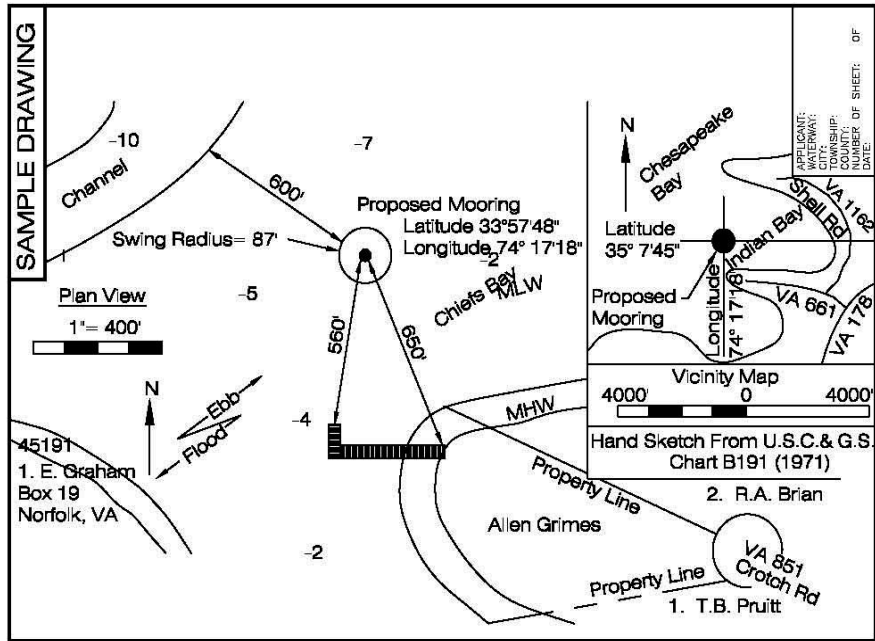 SAMPLE DRAWING
-10
Channel
-7
600'
Proposed Mooring
Latitude 33°57'48"
Longitude 74° 17'18"
Swing Radius= 87'
-2
Chiefs Bay
MLW
Plan View
1"= 400'
-5
560'
650'
N
Ebb
Flood
-4
MHW
45191
1. E. Graham
Box 19
Norfolk, VA
-2
Property Line
Allen Grimes
2. R.A. Brian
VA 851
Crotch Rd
Property Line
1. T.B. Pruitt
APPLICANT:
WATERWAY:
CITY:
TOWNSHIP:
COUNTY:
NUMBER OF SHEET: OF
DATE:
N
Chesapeake
Bay
VA 1162
Shell Rd
Indian Bay
Latitude
35° 7'45"
Proposed
Mooring
Longitude
74° 17'18"
VA 661
VA 178
Vicinity Map
4000' 0 4000'
Hand Sketch From U.S.C.& G.S.
Chart B191 (1971)